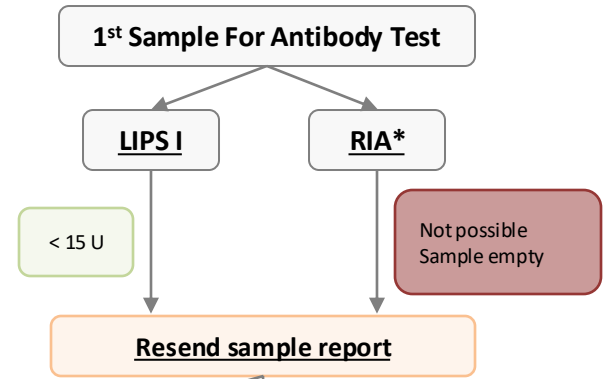 1st Sample For Antibody Test
LIPS I
RIA*
< 15 U
Not possible
Sample empty
Resend sample report